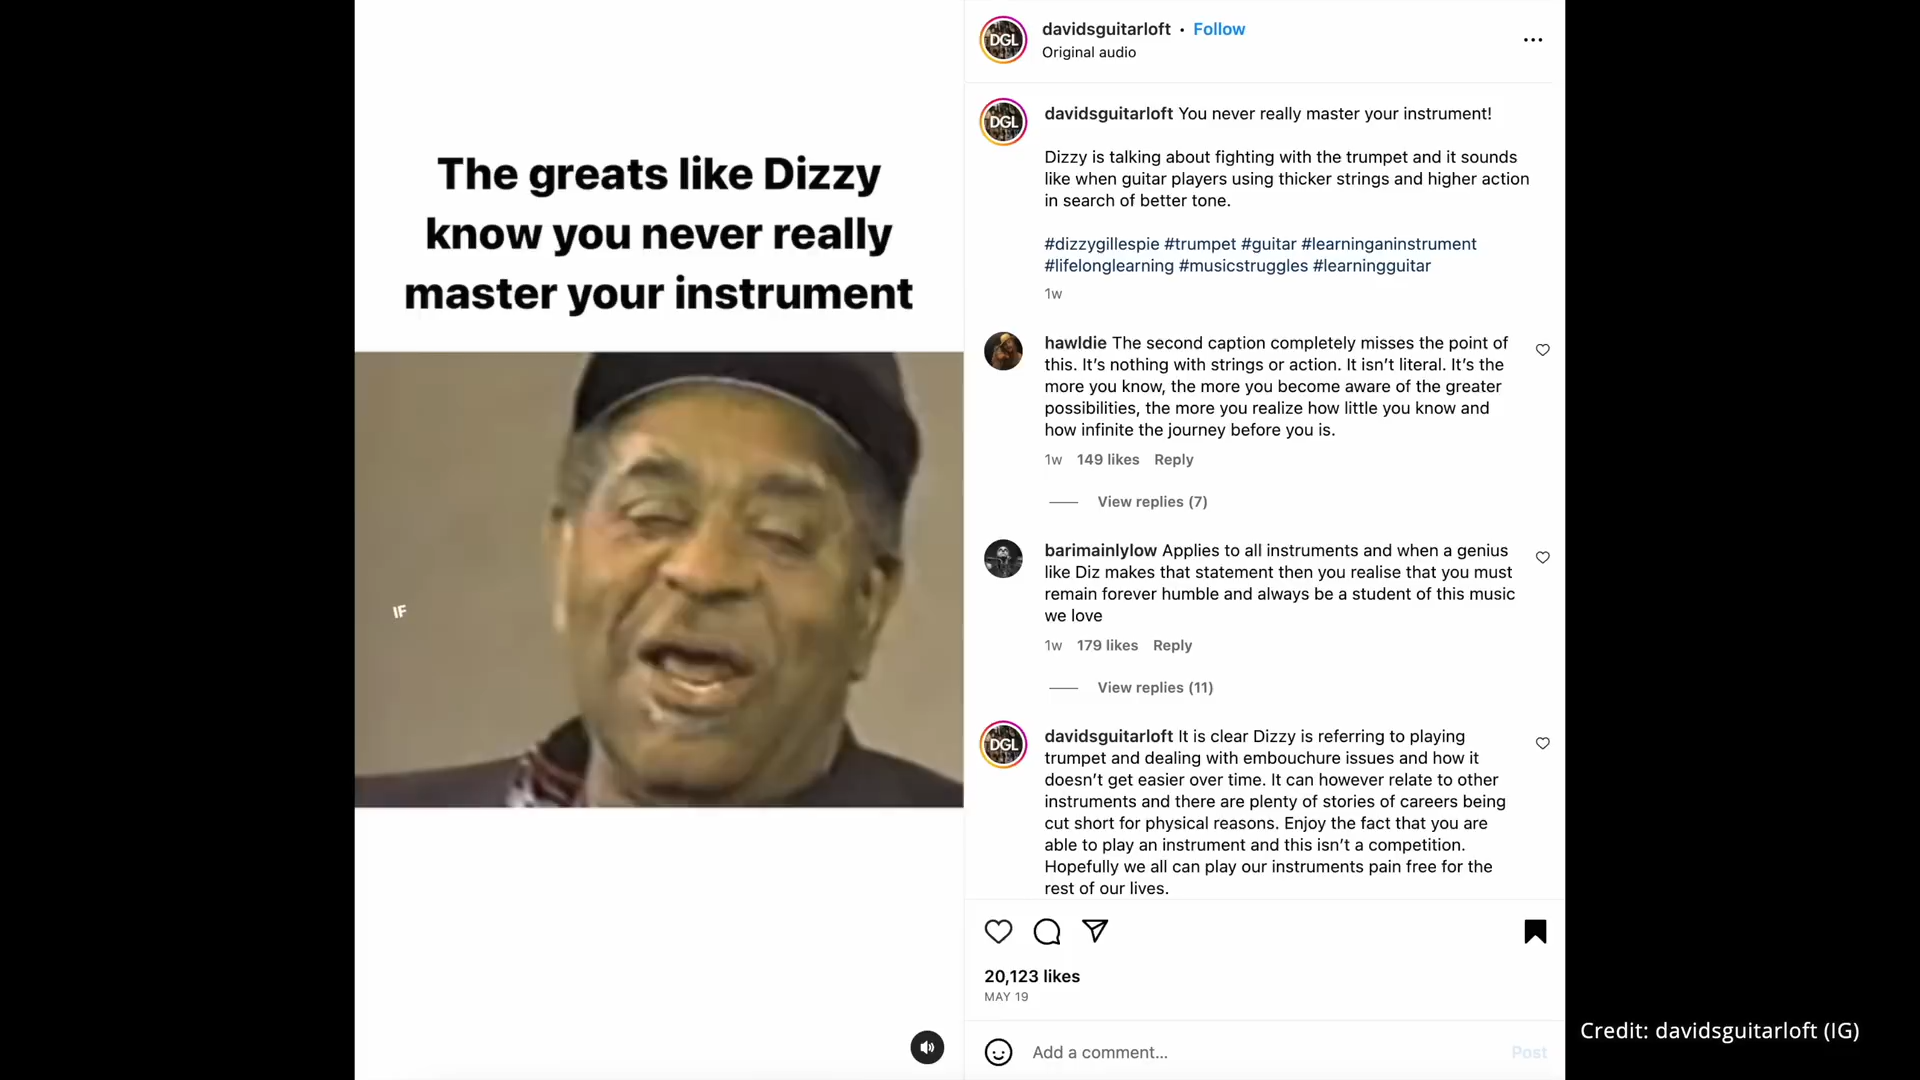 The greats like Dizzy
know you never really
master your instrument
IF
DGL
davidsguitarloft • Follow
Original audio
DGL
davidsguitarloft You never really master your instrument!
Dizzy is talking about fighting with the trumpet and it sounds
like when guitar players using thicker strings and higher action
in search of better tone.
#dizzygillespie #trumpet #guitar #learninganinstrument
#lifelonglearning #musicstruggles #learningguitar
1w
hawldie The second caption completely misses the point of
this. It’s nothing with strings or action. It isn’t literal. It’s the
more you know, the more you become aware of the greater
possibilities, the more you realize how little you know and
how infinite the journey before you is.
1w 149 likes Reply
View replies (7)
barimainlylow Applies to all instruments and when a genius
like Diz makes that statement then you realise that you must
remain forever humble and always be a student of this music
we love
1w 179 likes Reply
View replies (11)
DGL
davidsguitarloft It is clear Dizzy is referring to playing
trumpet and dealing with embouchure issues and how it
doesn’t get easier over time. It can however relate to other
instruments and there are plenty of stories of careers being
cut short for physical reasons. Enjoy the fact that you are
able to play an instrument and this isn’t a competition.
Hopefully we all can play our instruments pain free for the
rest of our lives.
20,123 likes
MAY 19
Add a comment...
Post
Credit: davidsguitarloft (IG)